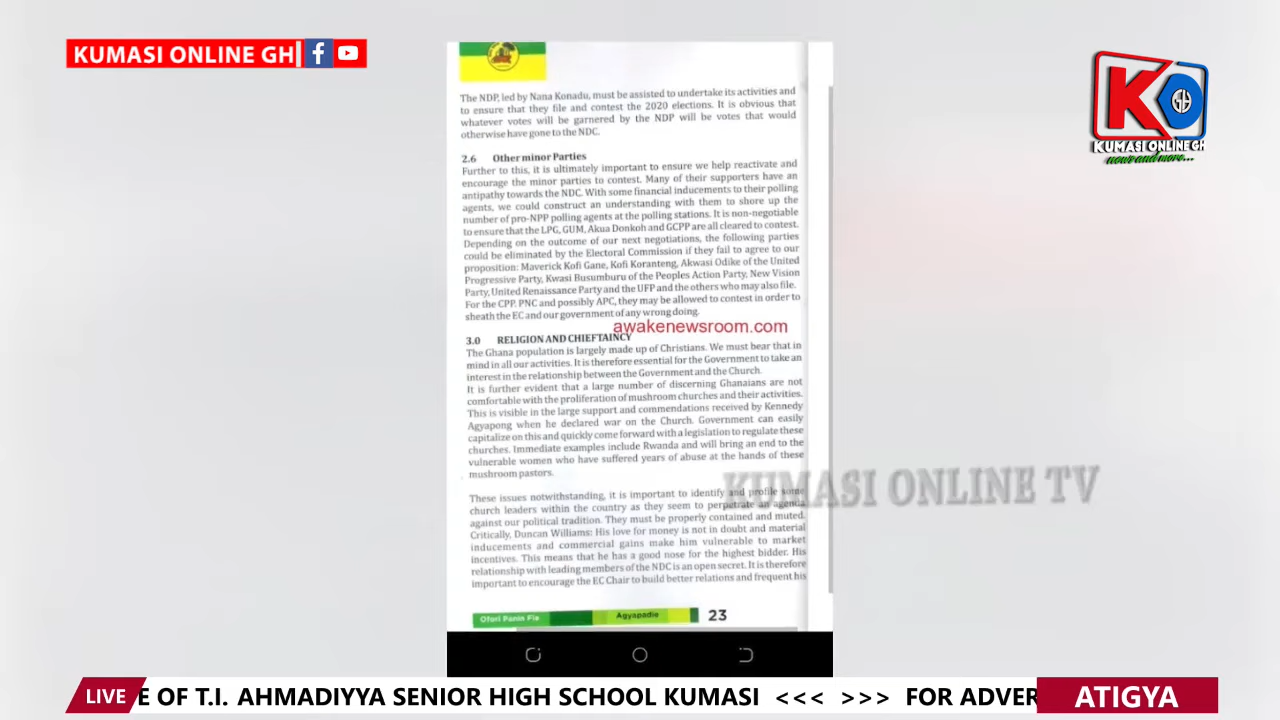 KUMASI ONLINE GH
KO
GH
KUMASI ONLINE GH
news and more...
The NDP, led by Nana Konadu, must be assisted to undertake its activities and
to ensure that they file and contest the 2020 elections. It is obvious that
whatever votes will be garnered by the NDP will be votes that would
otherwise have gone to the NDC.
2.6 Other minor Parties
Further to this, it is ultimately important to ensure we help reactivate and
encourage the minor parties to contest. Many of their supporters have an
antipathy towards the NDC. With some financial inducements to their polling
agents, we could construct an understanding with them to shore up the
number of pro-NPP polling agents at the polling stations. It is non-negotiable
to ensure that the LPG, GUM, Akua Donkoh and GCPP are all cleared to contest.
Depending on the outcome of our next negotiations, the following parties
could be eliminated by the Electoral Commission if they fail to agree to our
proposition: Maverick Kofi Gane, Kofi Koranteng, Akwasi Odike of the United
Progressive Party, Kwasi Busumburu of the Peoples Action Party, New Vision
Party, United Renaissance Party and the UFP and the others who may also file.
For the CPP, PNC and possibly APC, they may be allowed to contest in order to
sheath the EC and our government of any wrong doing.
awakenewsroom.com
3.0 RELIGION AND CHIEFTAINCY
The Ghana population is largely made up of Christians. We must bear that in
mind in all our activities. It is therefore essential for the Government to take an
interest in the relationship between the Government and the Church.
It is further evident that a large number of discerning Ghanaians are not
comfortable with the proliferation of mushroom churches and their activities.
This is visible in the large support and commendations received by Kennedy
Agyapong when he declared war on the Church. Government can easily
capitalize on this and quickly come forward with a legislation to regulate these
churches. Immediate examples include Rwanda and will bring an end to the
vulnerable women who have suffered years of abuse at the hands of these
mushroom pastors.
KUMASI ONLINE TV
These issues notwithstanding, it is important to identify and profile some
church leaders within the country as they seem to perpetrate an agenda
against our political tradition. They must be properly contained and muted.
Critically, Duncan Williams: His love for money is not in doubt and material
inducements and commercial gains make him vulnerable to market
incentives. This means that he has a good nose for the highest bidder. His
relationship with leading members of the NDC is an open secret. It is therefore
important to encourage the EC Chair to build better relations and frequent his
Ofori Panin Fie Agyapadie 23
LIVE E OF T.I. AHMADIYYA SENIOR HIGH SCHOOL KUMASI <<< >>> FOR ADVER ATIGYA